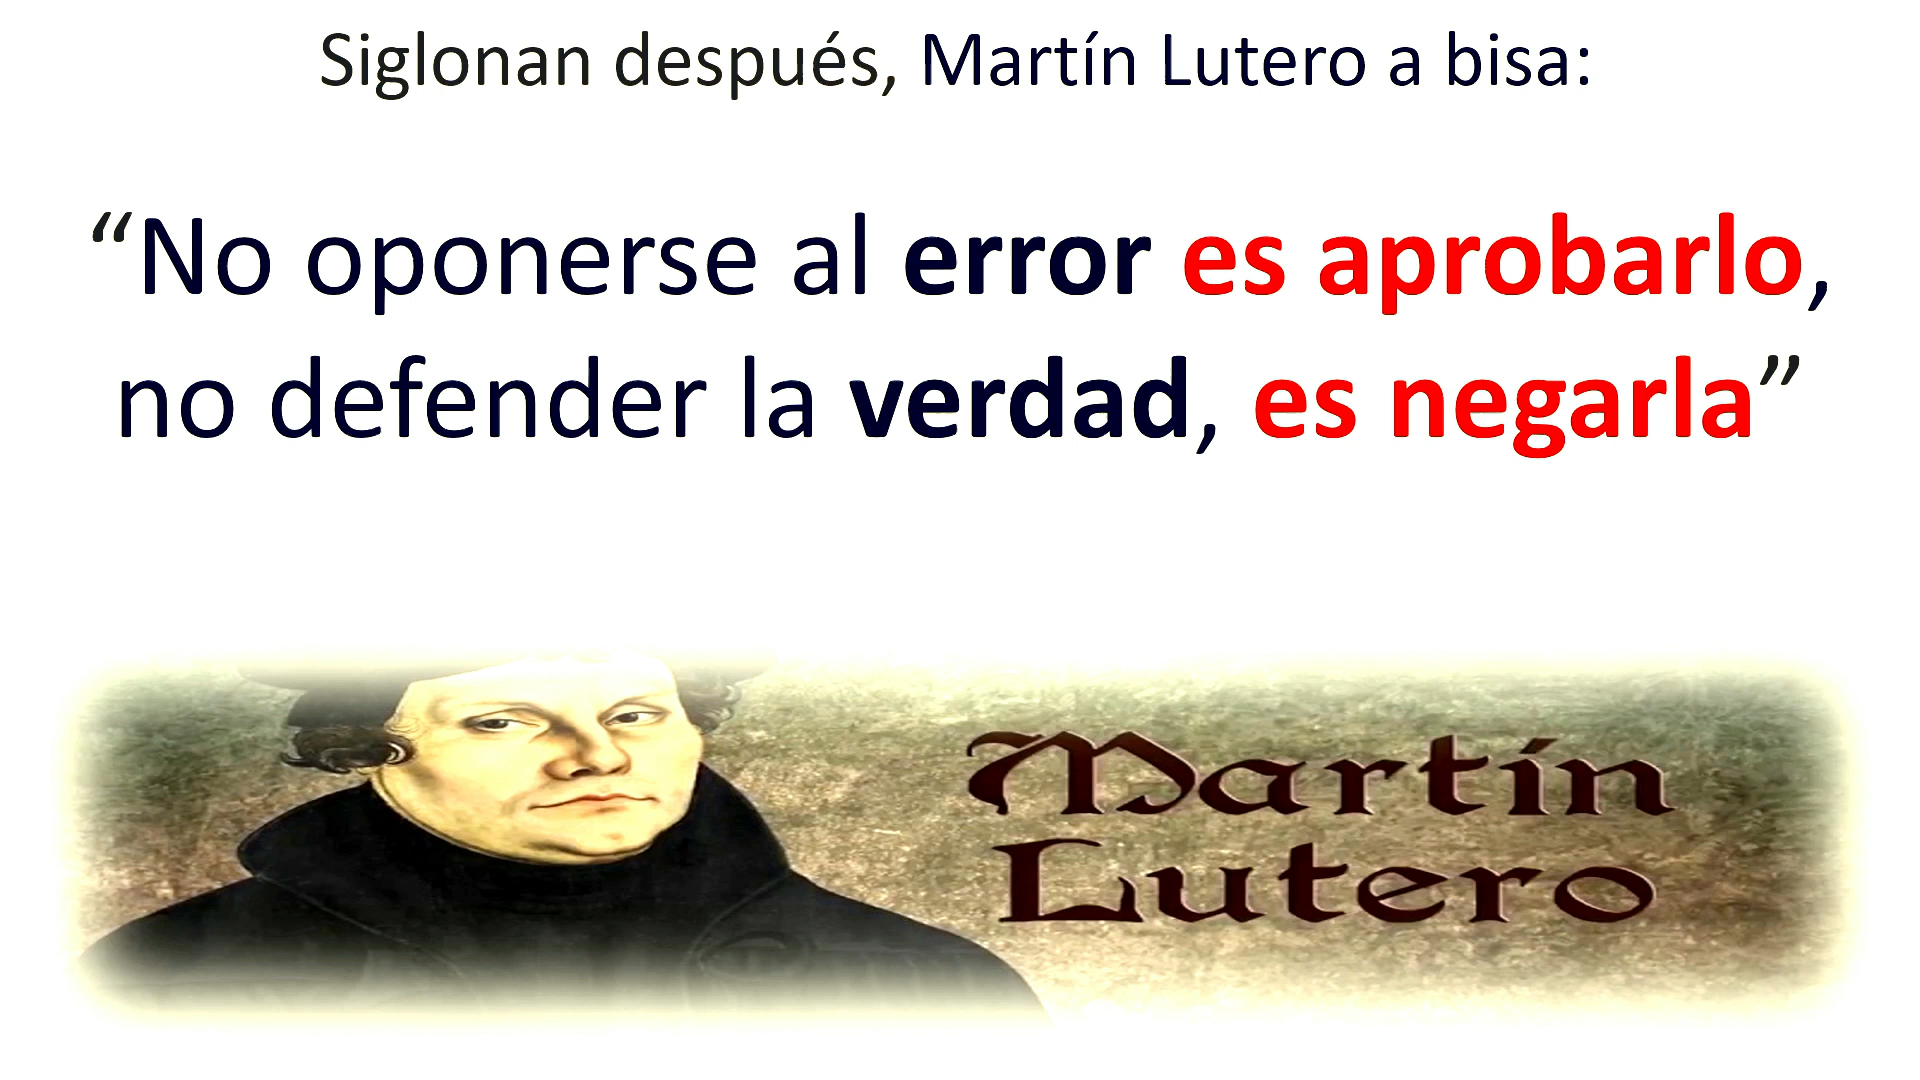 Siglonan después, Martín Lutero a bisa:
“No oponerse al error es aprobarlo,
no defender la verdad, es negarla”
Martín
Lutero